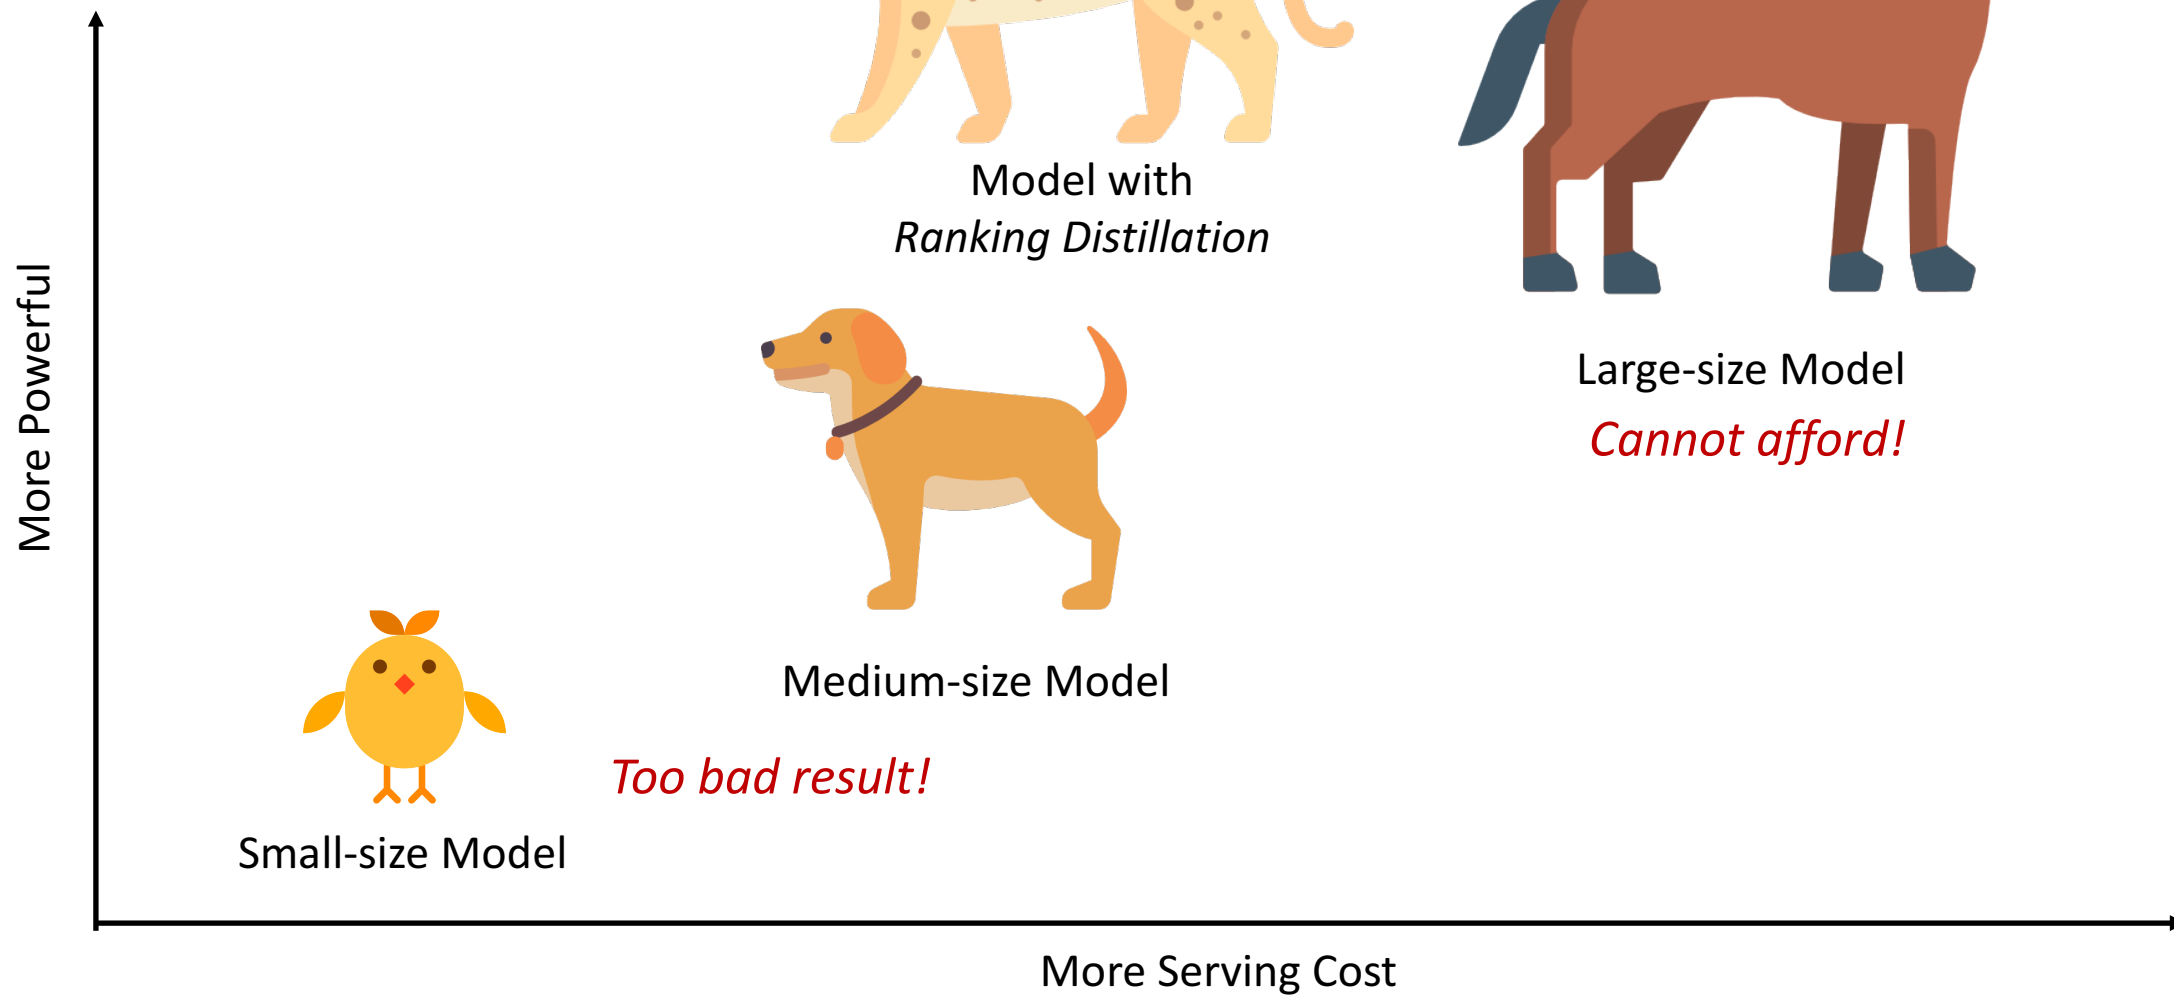 More Powerful
Model with
Ranking Distillation
Large-size Model
Cannot afford!
Medium-size Model
Too bad result!
Small-size Model
More Serving Cost